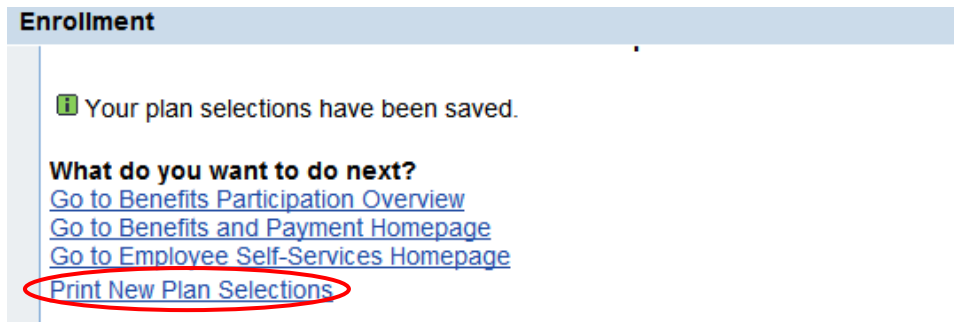 Enrollment
Your plan selections have been saved.
What do you want to do next?
Go to Benefits Participation Overview
Go to Benefits and Payment Homepage
Go to Employee Self-Services Homepage
Print New Plan Selections